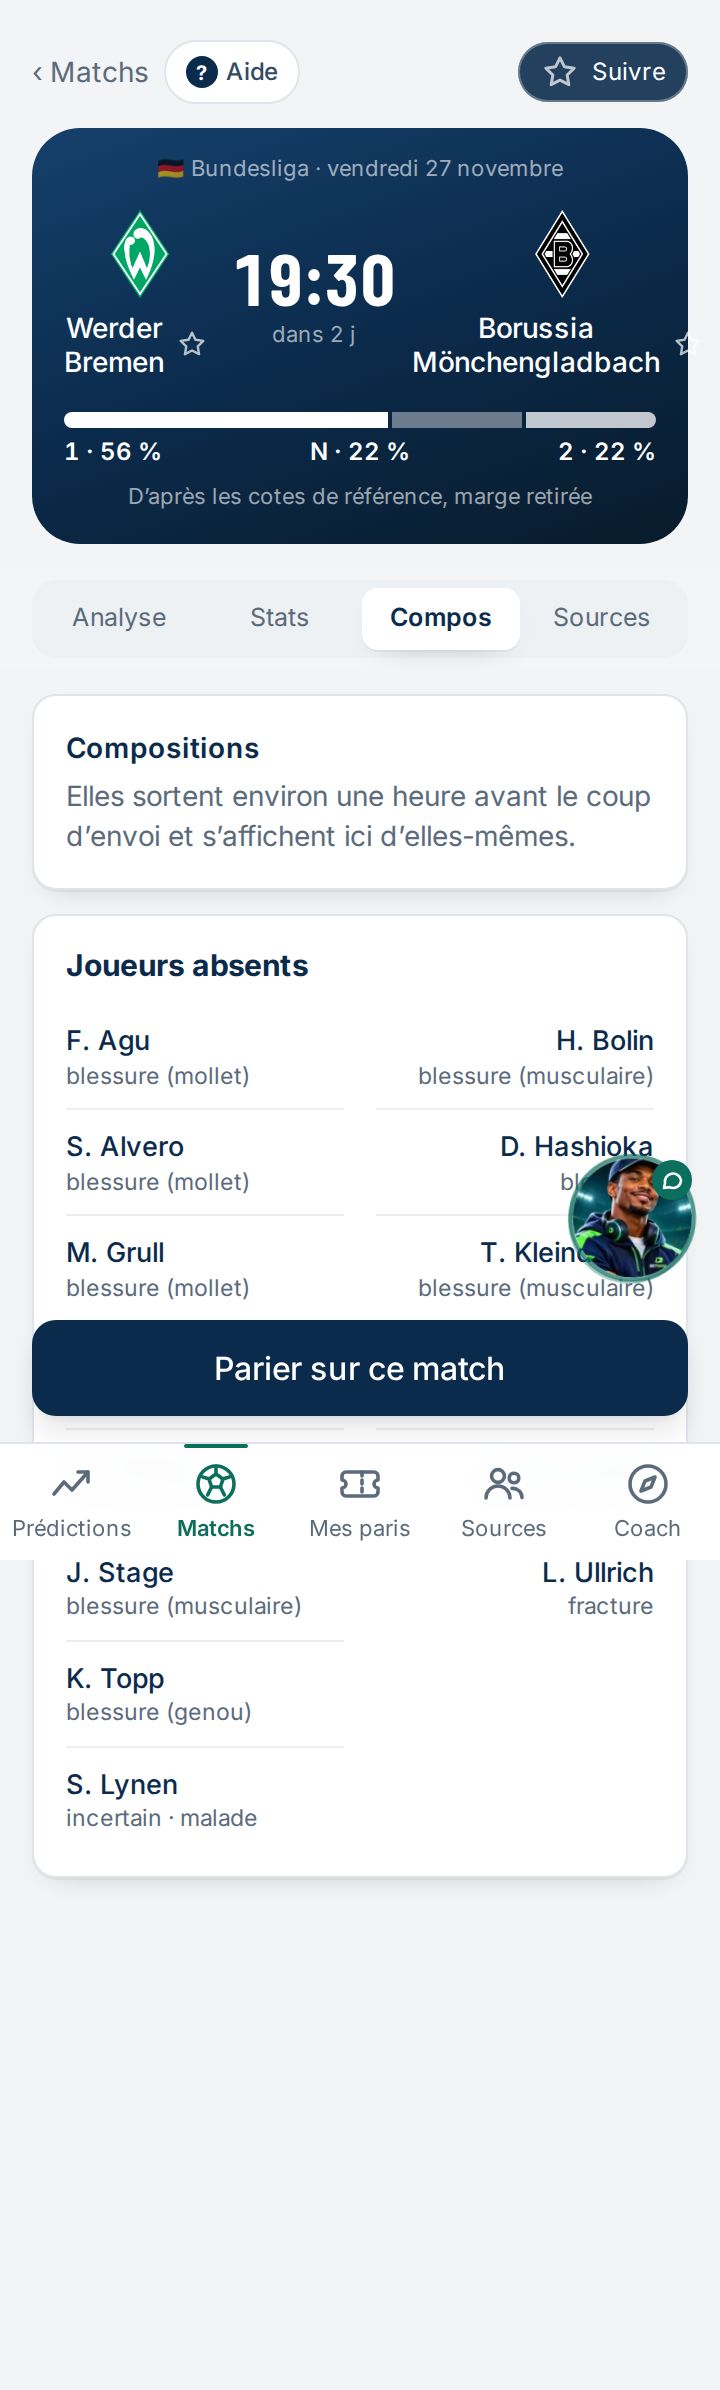 ‹ Matchs
? Aide
Suivre
Bundesliga · vendredi 27 novembre
19:30
dans 2 j
Werder
Bremen
Borussia
Mönchengladbach
1 · 56 %
N · 22 %
2 · 22 %
D’après les cotes de référence, marge retirée
Analyse
Stats
Compos
Sources
Compositions
Elles sortent environ une heure avant le coup
d’envoi et s’affichent ici d’elles-mêmes.
Joueurs absents
F. Agu
blessure (mollet)
H. Bolin
blessure (musculaire)
S. Alvero
blessure (mollet)
D. Hashioka
M. Grull
blessure (mollet)
T.
blessure (musculaire)
Parier sur ce match
Prédictions
Matchs
Mes paris
Sources
Coach
J. Stage
blessure (musculaire)
L. Ullrich
fracture
K. Topp
blessure (genou)
S. Lynen
incertain · malade